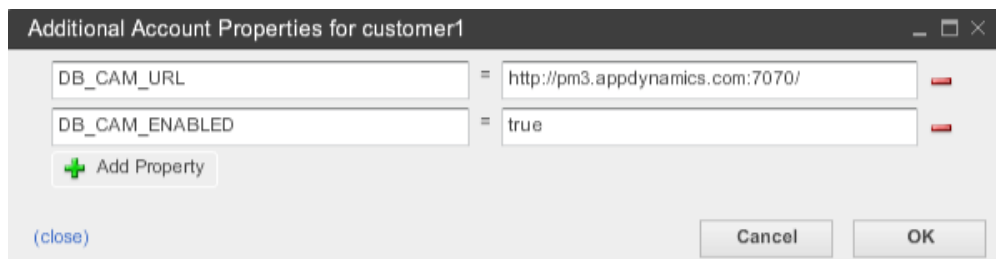 Additional Account Properties for customer1
DB_CAM_URL = http://pm3.appdynamics.com:7070/
DB_CAM_ENABLED = true
Add Property
(close) Cancel OK